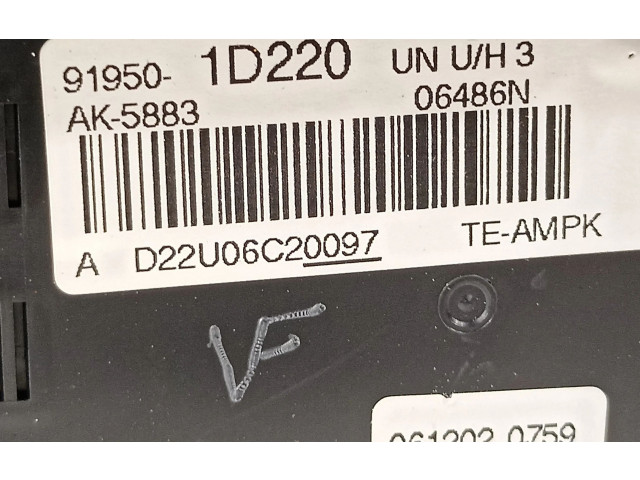 91950- 1D220 UN U/H 3
AK-5883 06486N
A D22U06C20097 TE-AMPK
VF
061202 0759